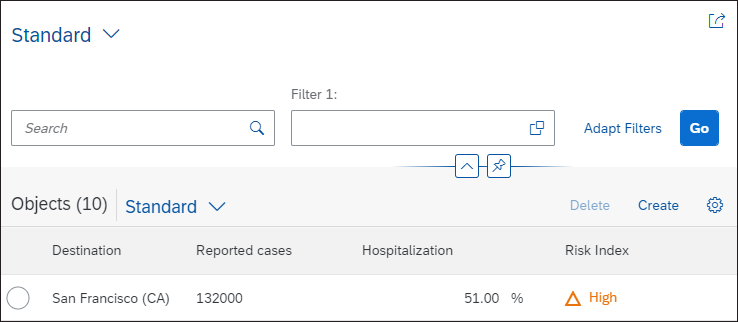 Standard
Filter 1:
Search
Adapt Filters
Go
Objects (10)
Standard
Delete
Create
Destination Reported cases Hospitalization Risk Index
San Francisco (CA) 132000 51.00 % High